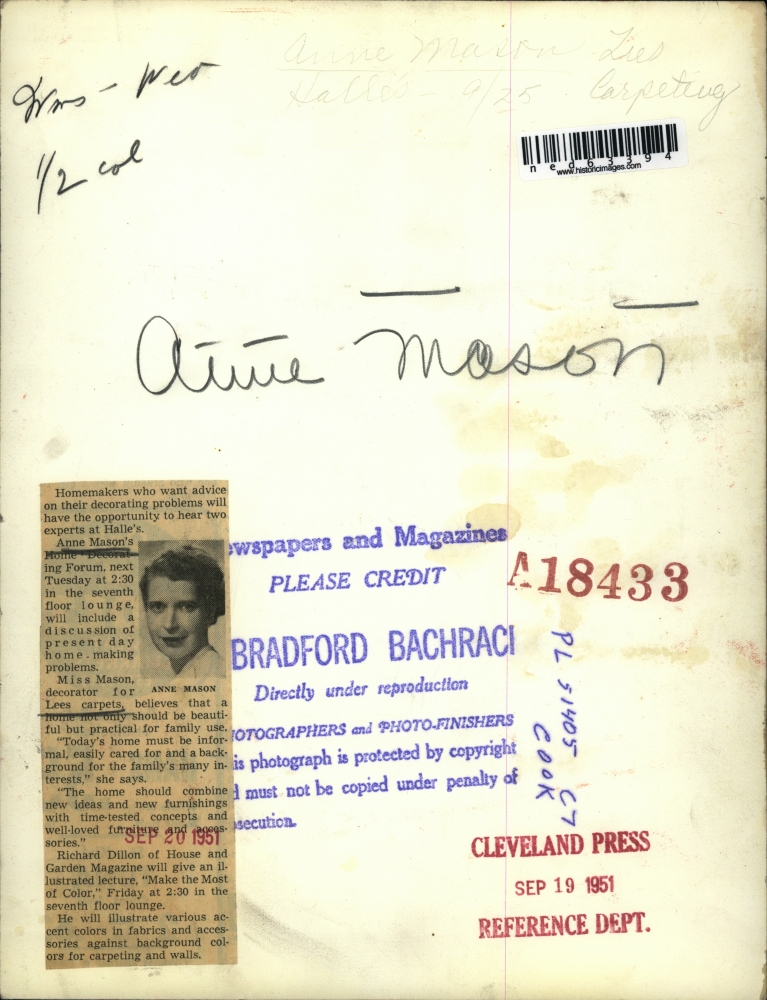 Anne Mason Lees
Halle's - 9/25 Carpeting
Wms - Wed
1/2 col
ned63394
www.historicimages.com
Anne Mason
Homemakers who want advice
on their decorating problems will
have the opportunity to hear two
experts at Halle's.
Anne Mason's
Home Decorat-
ing Forum, next
Tuesday at 2:30
in the seventh
floor lounge,
will include a
discussion of
present day
home-making
problems.
Miss Mason,
decorator for
Lees carpets, believes that a
home not only should be beauti-
ful but practical for family use.
"Today's home must be infor-
mal, easily cared for and a back-
ground for the family's many in-
terests," she says.
"The home should combine
new ideas and new furnishings
with time-tested concepts and
well-loved furniture and acces-
sories."
Richard Dillon of House and
Garden Magazine will give an il-
lustrated lecture, "Make the Most
of Color," Friday at 2:30 in the
seventh floor lounge.
He will illustrate various ac-
cent colors in fabrics and acces-
sories against background col-
ors for carpeting and walls.
ANNE MASON
SEP 20 1951
ewspapers and Magazines
PLEASE CREDIT
BRADFORD BACHRACI
Directly under reproduction
OTOGRAPHERS and PHOTO-FINISHERS
is photograph is protected by copyright
d must not be copied under penalty of
osecution.
A18433
PL 51405 C7
COOK
CLEVELAND PRESS
SEP 19 1951
REFERENCE DEPT.